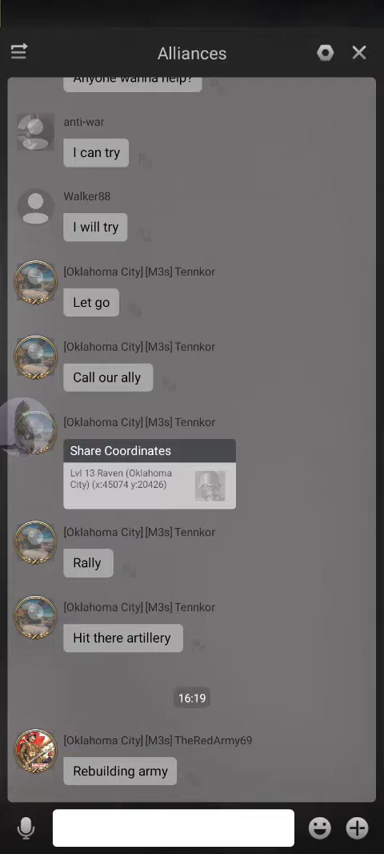 Alliances
Anyone wanna help?
anti-war
I can try
Walker88
I will try
[Oklahoma City][M3s]Tennkor
Let go
[Oklahoma City][M3s]Tennkor
Call our ally
[Oklahoma City][M3s]Tennkor
Share Coordinates
Lvl 13 Raven (Oklahoma
City) (x:45074 y:20426)
[Oklahoma City][M3s]Tennkor
Rally
[Oklahoma City][M3s]Tennkor
Hit there artillery
16:19
[Oklahoma City][M3s]TheRedArmy69
Rebuilding army